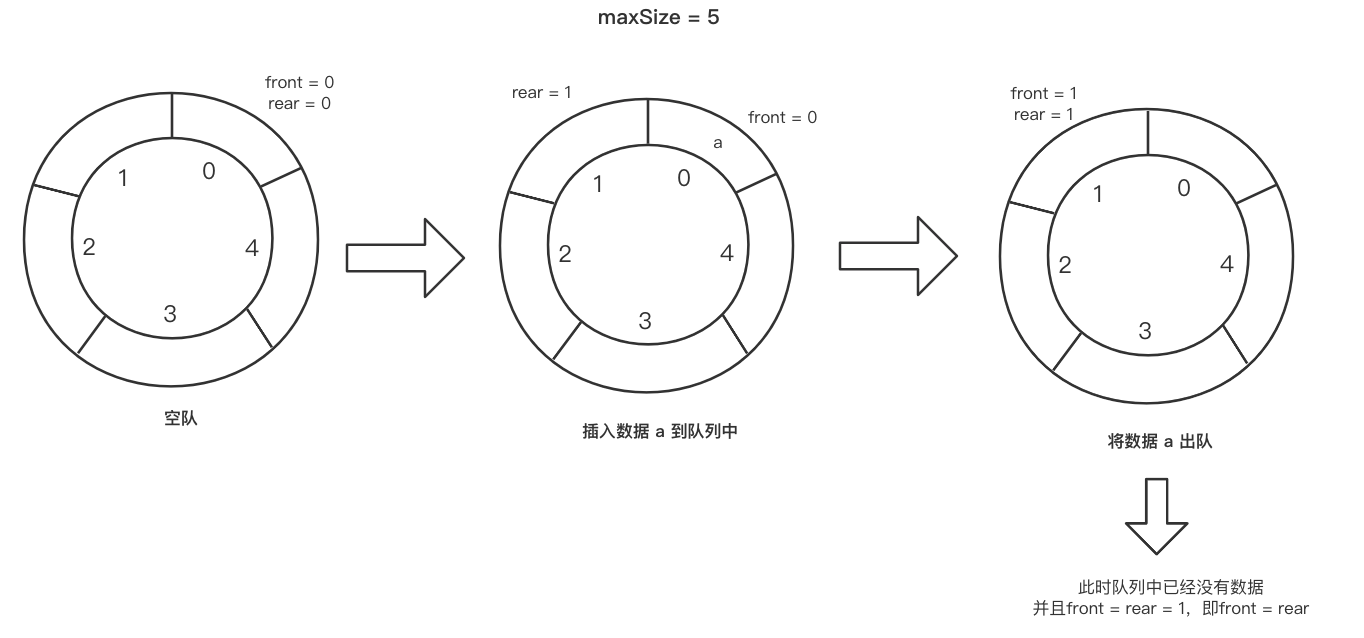 maxSize = 5
front = 0
rear = 0
1
0
2
4
3
空队
rear = 1
front = 0
a
1
0
2
4
3
插入数据 a 到队列中
front = 1
rear = 1
1
0
2
4
3
将数据 a 出队
此时队列中已经没有数据
并且front = rear = 1，即front = rear